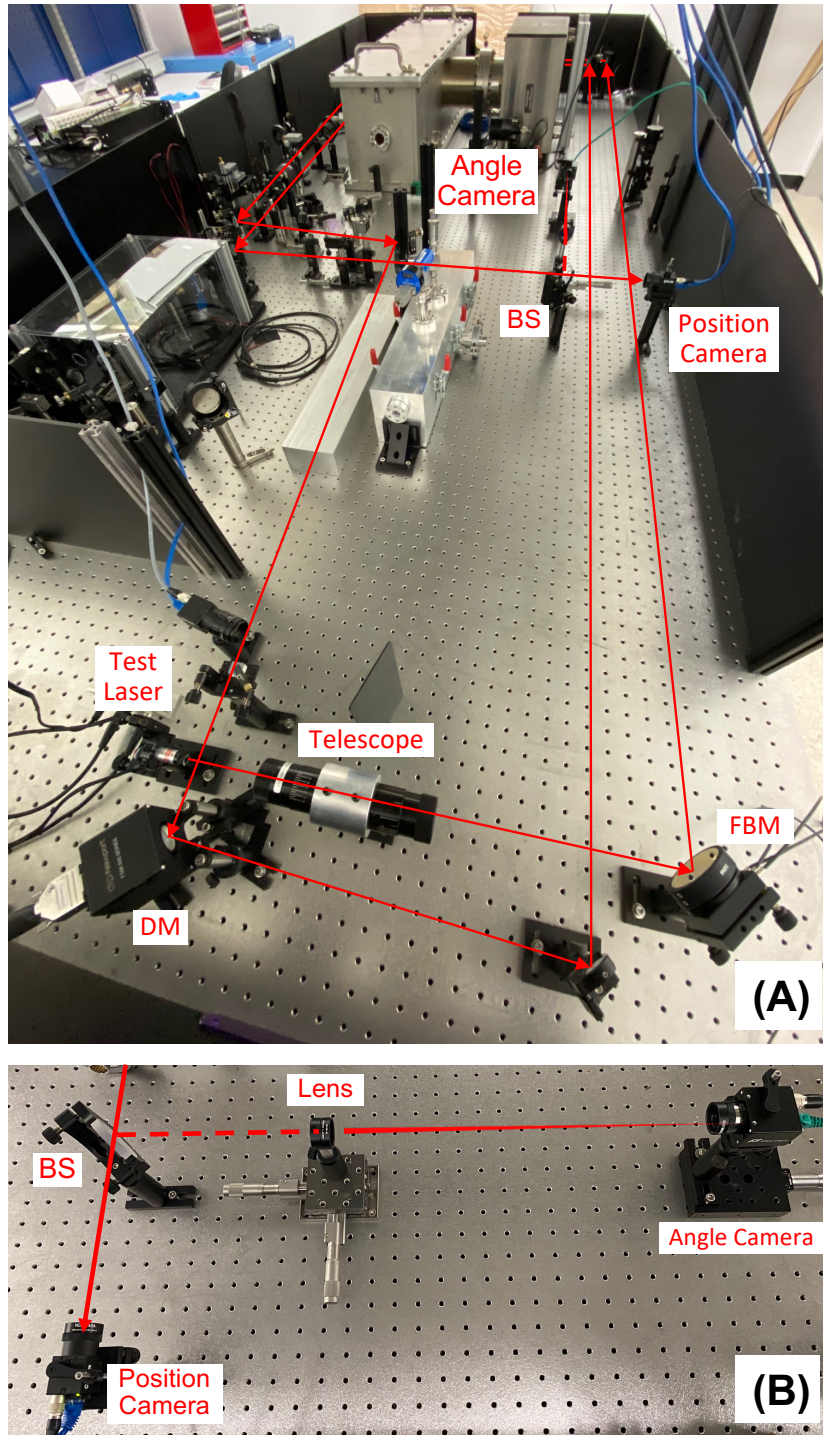 Angle
Camera
BS
Position
Camera
Test
Laser
Telescope
FBM
DM
(A)
Lens
BS
Angle Camera
Position
Camera
(B)